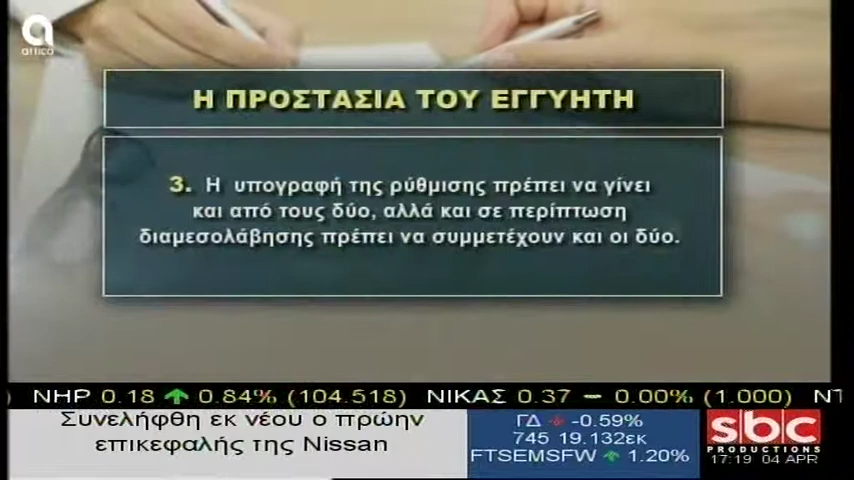 attica
Η ΠΡΟΣΤΑΣΙΑ ΤΟΥ ΕΓΓΥΗΤΗ
3. Η υπογραφή της ρύθμισης πρέπει να γίνει
και από τους δύο, αλλά και σε περίπτωση
διαμεσολάβησης πρέπει να συμμετέχουν και οι δύο.
ΝΗΡ 0.18 0.84% (104.518) ΝΙΚΑΣ 0.37 0.00% (1.000) ΝΤ
Συνελήφθη εκ νέου ο πρώην
επικεφαλής της Nissan
ΓΔ -0.59%
745 19.132εκ
FTSEMSFW 1.20%
sbc
PRODUCTIONS
17:19 04 APR